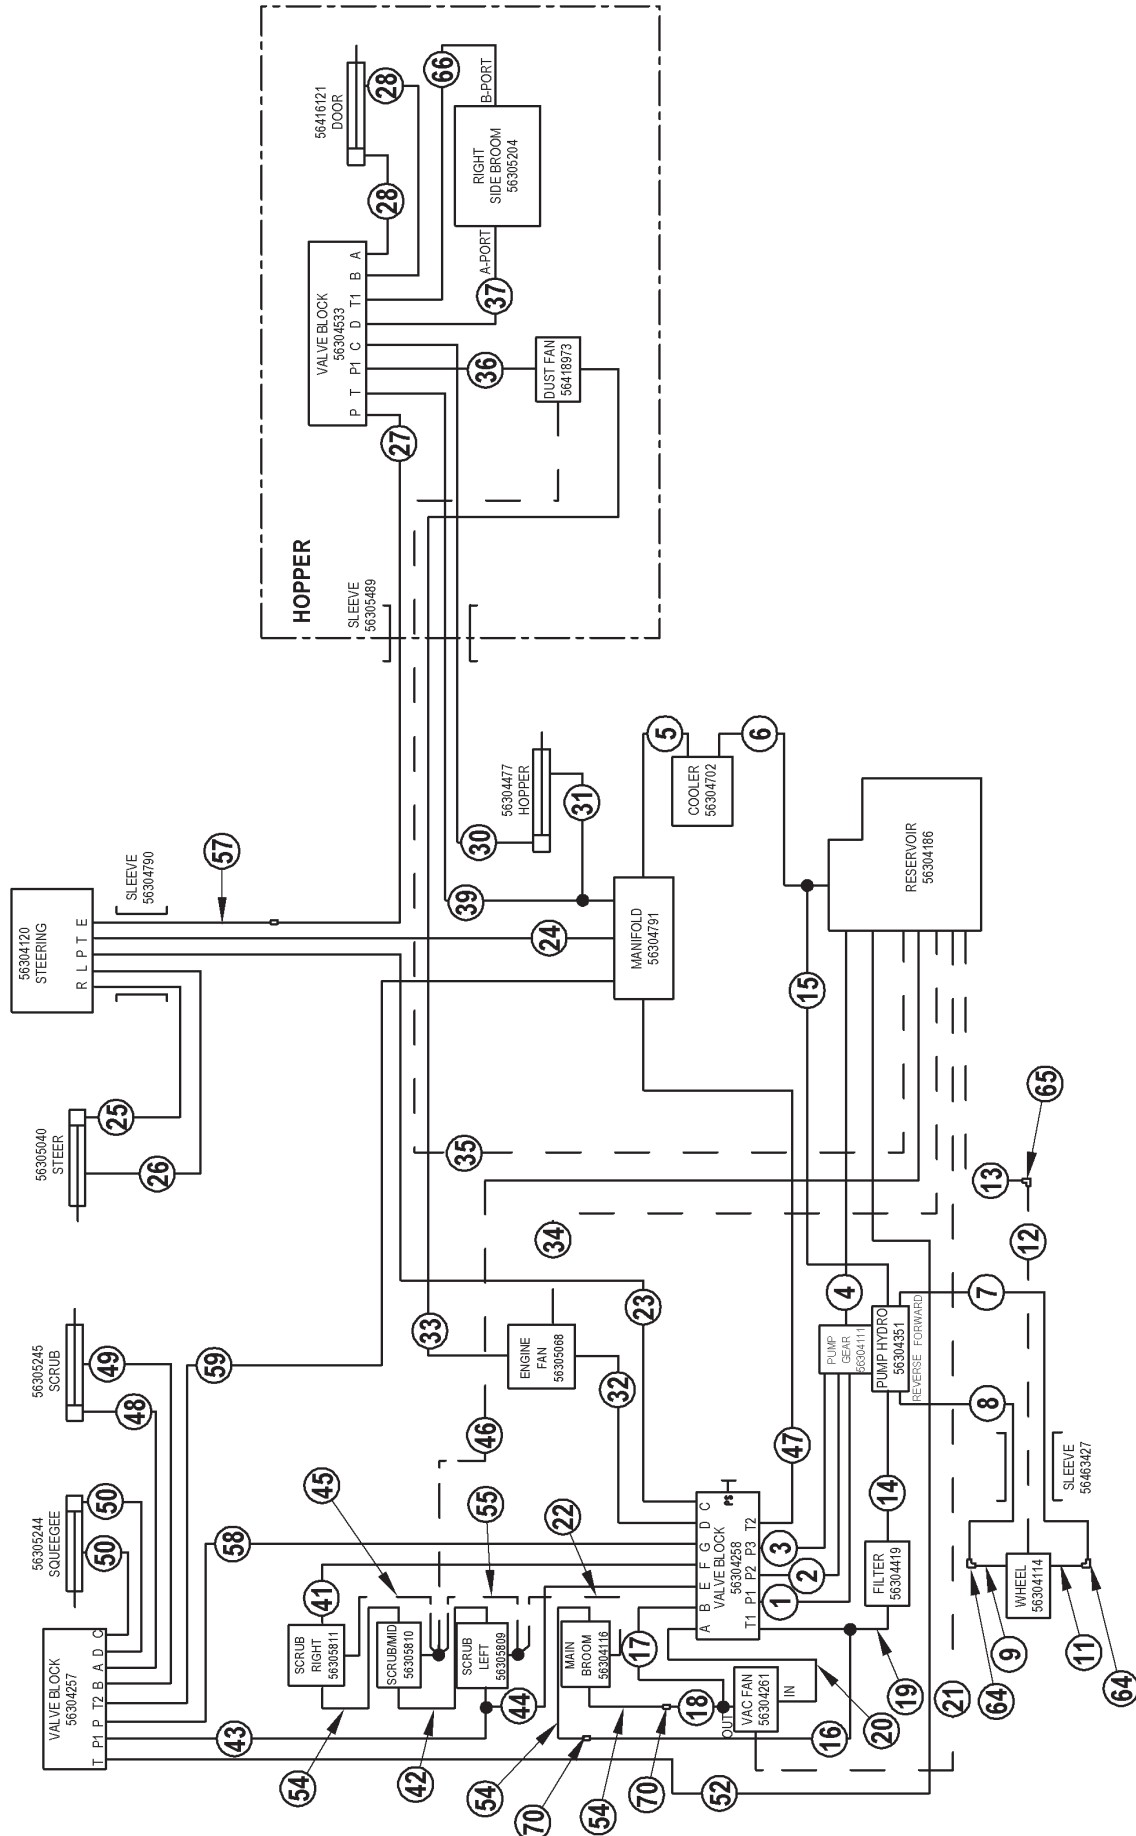 56304120
STEERING
R L P T E
SLEEVE
56304790
57
25
26
56305040
STEER
56416121
DOOR
28
28
66
B-PORT
RIGHT
SIDE BROOM
56305204
A-PORT
37
VALVE BLOCK
56304533
P T P1 C D T1 B A
36
DUST FAN
56418973
27
HOPPER
SLEEVE
56305489
56304477
HOPPER
31
30
39
24
5
6
COOLER
56304702
MANIFOLD
56304791
RESERVOIR
56304186
15
35
34
33
23
59
56305245
SCRUB
49
48
56305244
SQUEEGEE
50
50
VALVE BLOCK
56304257
T P1 P T2 B A D C
58
43
52
46
45
55
22
41
SCRUB
RIGHT
56305811
SCRUB/MID
56305810
SCRUB
LEFT
56305809
54
42
44
54
70
54
70
MAIN
BROOM
56304116
17
18
OUT
VAC FAN
56304261
IN
16
20
19
21
ENGINE
FAN
56305068
32
47
A B E F G D C
VALVE BLOCK
56304258
PS
T1 P1 P2 P3 T2
1
2
3
4
PUMP
GEAR
56304111
PUMP HYDRO
56304351
REVERSE FORWARD
14
FILTER
56304419
8
7
12
13
65
SLEEVE
56463427
WHEEL
56304114
64
9
11
64